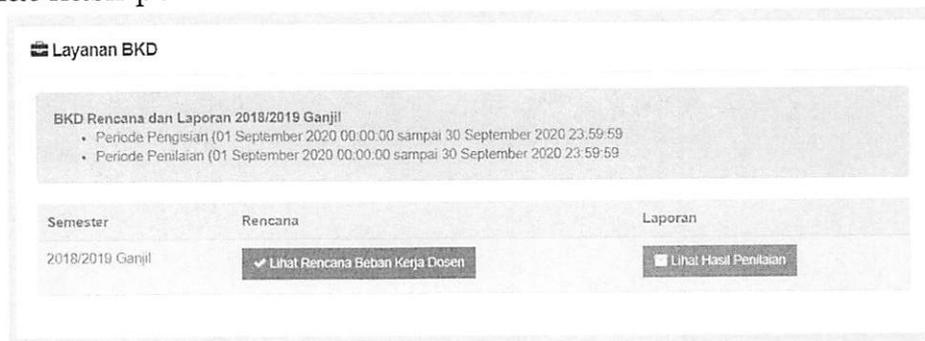 Layanan BKD
BKD Rencana dan Laporan 2018/2019 Ganjil
• Periode Pengisian (01 September 2020 00:00:00 sampai 30 September 2020 23:59:59
• Periode Penilaian (01 September 2020 00:00:00 sampai 30 September 2020 23:59:59
Semester Rencana Laporan
2018/2019 Ganjil Lihat Rencana Beban Kerja Dosen Lihat Hasil Penilaian